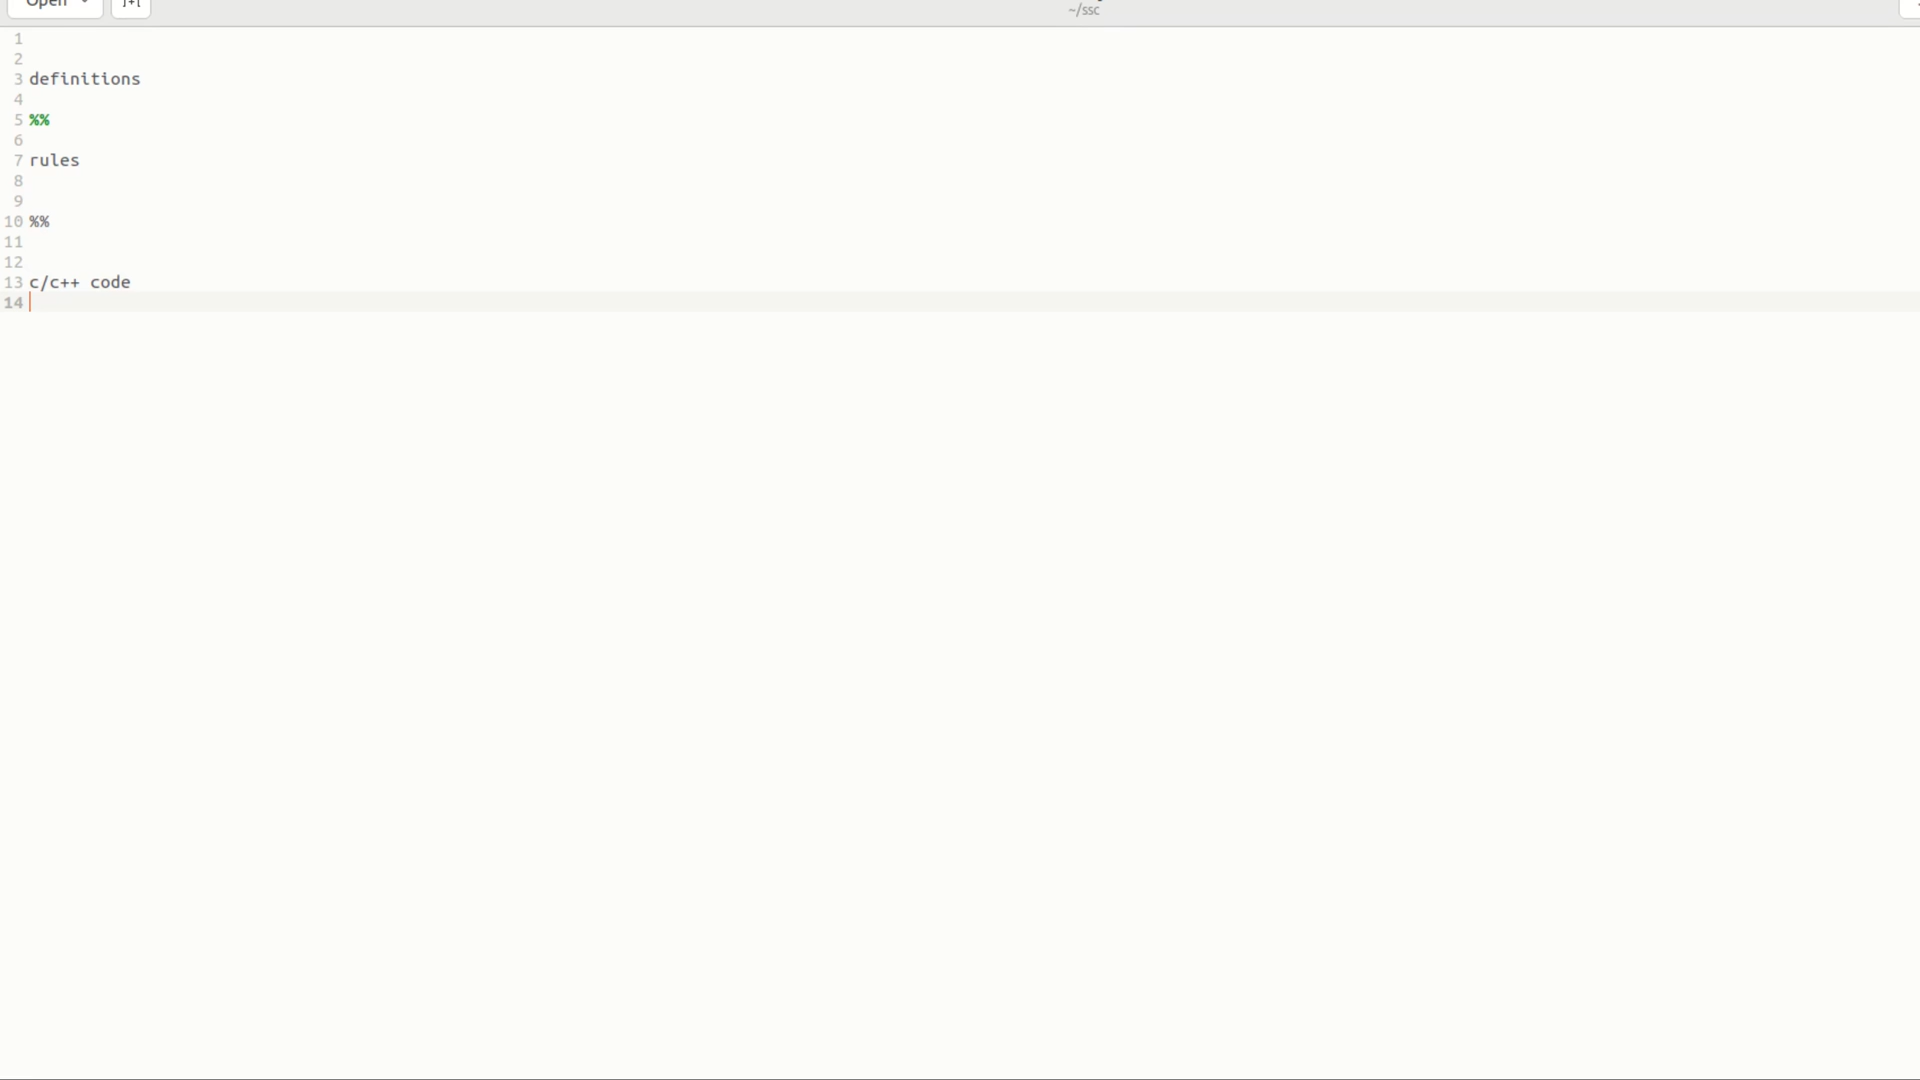 Open
~/ssc
1
2
3 definitions
4
5 %%
6
7 rules
8
9
10 %%
11
12
13 c/c++ code
14